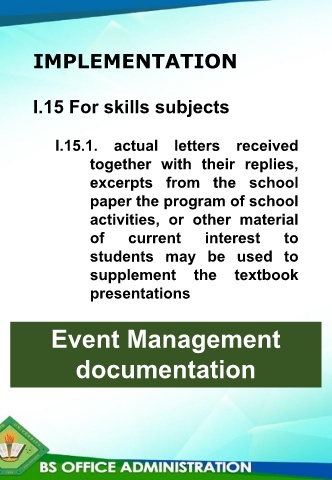 IMPLEMENTATION
I.15 For skills subjects
I.15.1. actual letters received
together with their replies,
excerpts from the school
paper the program of school
activities, or other material
of current interest to
students may be used to
supplement the textbook
presentations
Event Management
documentation
BS OFFICE ADMINISTRATION